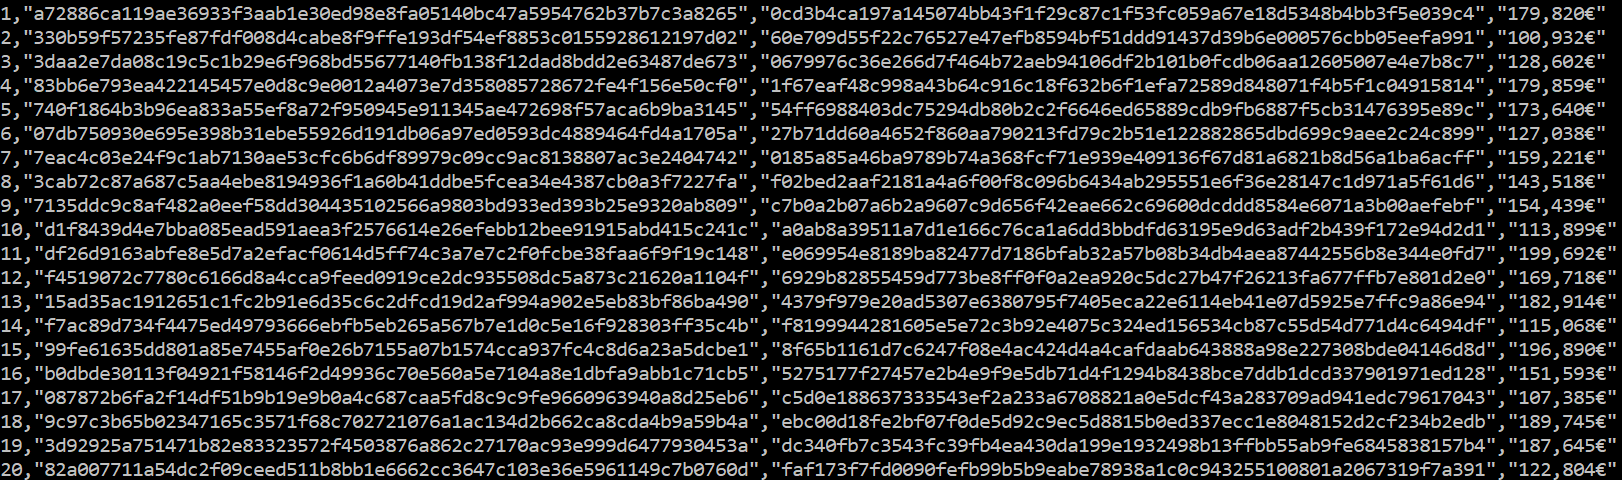 1,"a72886ca119ae36933f3aab1e30ed98e8fa05140bc47a5954762b37b7c3a8265","0cd3b4ca197a145074bb43f1f29c87c1f53fc059a67e18d5348b4bb3f5e039c4","179,820€"
2,"330b59f57235fe87fdf008d4cabe8f9ffe193df54ef8853c0155928612197d02","60e709d55f22c76527e47efb8594bf51ddd91437d39b6e000576cbb05eefa991","100,932€"
3,"3daa2e7da08c19c5c1b29e6f968bd55677140fb138f12dad8bdd2e63487de673","0679976c36e266d7f464b72aeb94106df2b101b0fcdb06aa12605007e4e7b8c7","128,602€"
4,"83bb6e793ea422145457e0d8c9e0012a4073e7d358085728672fe4f156e50cf0","1f67eaf48c998a43b64c916c18f632b6f1efa72589d848071f4b5f1c04915814","179,859€"
5,"740f1864b3b96ea833a55ef8a72f950945e911345ae472698f57aca6b9ba3145","54ff6988403dc75294db80b2c2f6646ed65889cdb9fb6887f5cb31476395e89c","173,640€"
6,"07db750930e695e398b31ebe55926d191db06a97ed0593dc4889464fd4a1705a","27b71dd60a4652f860aa790213fd79c2b51e122882865dbd699c9aee2c24c899","127,038€"
7,"7eac4c03e24f9c1ab7130ae53cfc6b6df89979c09cc9ac8138807ac3e2404742","0185a85a46ba9789b74a368fcf71e939e409136f67d81a6821b8d56a1ba6acff","159,221€"
8,"3cab72c87a687c5aa4ebe8194936f1a60b41ddbe5fcea34e4387cb0a3f7227fa","f02bed2aaf2181a4a6f00f8c096b6434ab295551e6f36e28147c1d971a5f61d6","143,518€"
9,"7135ddc9c8af482a0eef58dd304435102566a9803bd933ed393b25e9320ab809","c7b0a2b07a6b2a9607c9d656f42eae662c69600dcddd8584e6071a3b00aefebf","154,439€"
10,"d1f8439d4e7bba085ead591aea3f2576614e26efebb12bee91915abd415c241c","a0ab8a39511a7d1e166c76ca1a6dd3bbdfd63195e9d63adf2b439f172e94d2d1","113,899€"
11,"df26d9163abfe8e5d7a2efacf0614d5ff74c3a7e7c2f0fcbe38faa6f9f19c148","e069954e8189ba82477d7186bfab32a57b08b34db4aea87442556b8e344e0fd7","199,692€"
12,"f4519072c7780c6166d8a4cca9feed0919ce2dc935508dc5a873c21620a1104f","6929b82855459d773be8ff0f0a2ea920c5dc27b47f26213fa677ffb7e801d2e0","169,718€"
13,"15ad35ac1912651c1fc2b91e6d35c6c2dfcd19d2af994a902e5eb83bf86ba490","4379f979e20ad5307e6380795f7405eca22e6114eb41e07d5925e7ffc9a86e94","182,914€"
14,"f7ac89d734f4475ed49793666ebfb5eb265a567b7e1d0c5e16f928303ff35c4b","f8199944281605e5e72c3b92e4075c324ed156534cb87c55d54d771d4c6494df","115,068€"
15,"99fe61635dd801a85e7455af0e26b7155a07b1574cca937fc4c8d6a23a5dcbe1","8f65b1161d7c6247f08e4ac424d4a4cafdaab643888a98e227308bde04146d8d","196,890€"
16,"b0dbde30113f04921f58146f2d49936c70e560a5e7104a8e1dbfa9abb1c71cb5","5275177f27457e2b4e9f9e5db71d4f1294b8438bce7ddb1dcd337901971ed128","151,593€"
17,"087872b6fa2f14df51b9b19e9b0a4c687caa5fd8c9c9fe9660963940a8d25eb6","c5d0e188637333543ef2a233a6708821a0e5dcf43a283709ad941edc79617043","107,385€"
18,"9c97c3b65b02347165c3571f68c702721076a1ac134d2b662ca8cda4b9a59b4a","ebc00d18fe2bf07f0de5d92c9ec5d8815b0ed337ecc1e8048152d2cf234b2edb","189,745€"
19,"3d92925a751471b82e83323572f4503876a862c27170ac93e999d6477930453a","dc340fb7c3543fc39fb4ea430da199e1932498b13ffbb55ab9fe6845838157b4","187,645€"
20,"82a007711a54dc2f09ceed511b8bb1e6662cc3647c103e36e5961149c7b0760d","faf173f7fd0090fefb99b5b9eabe78938a1c0c943255100801a2067319f7a391","122,804€"